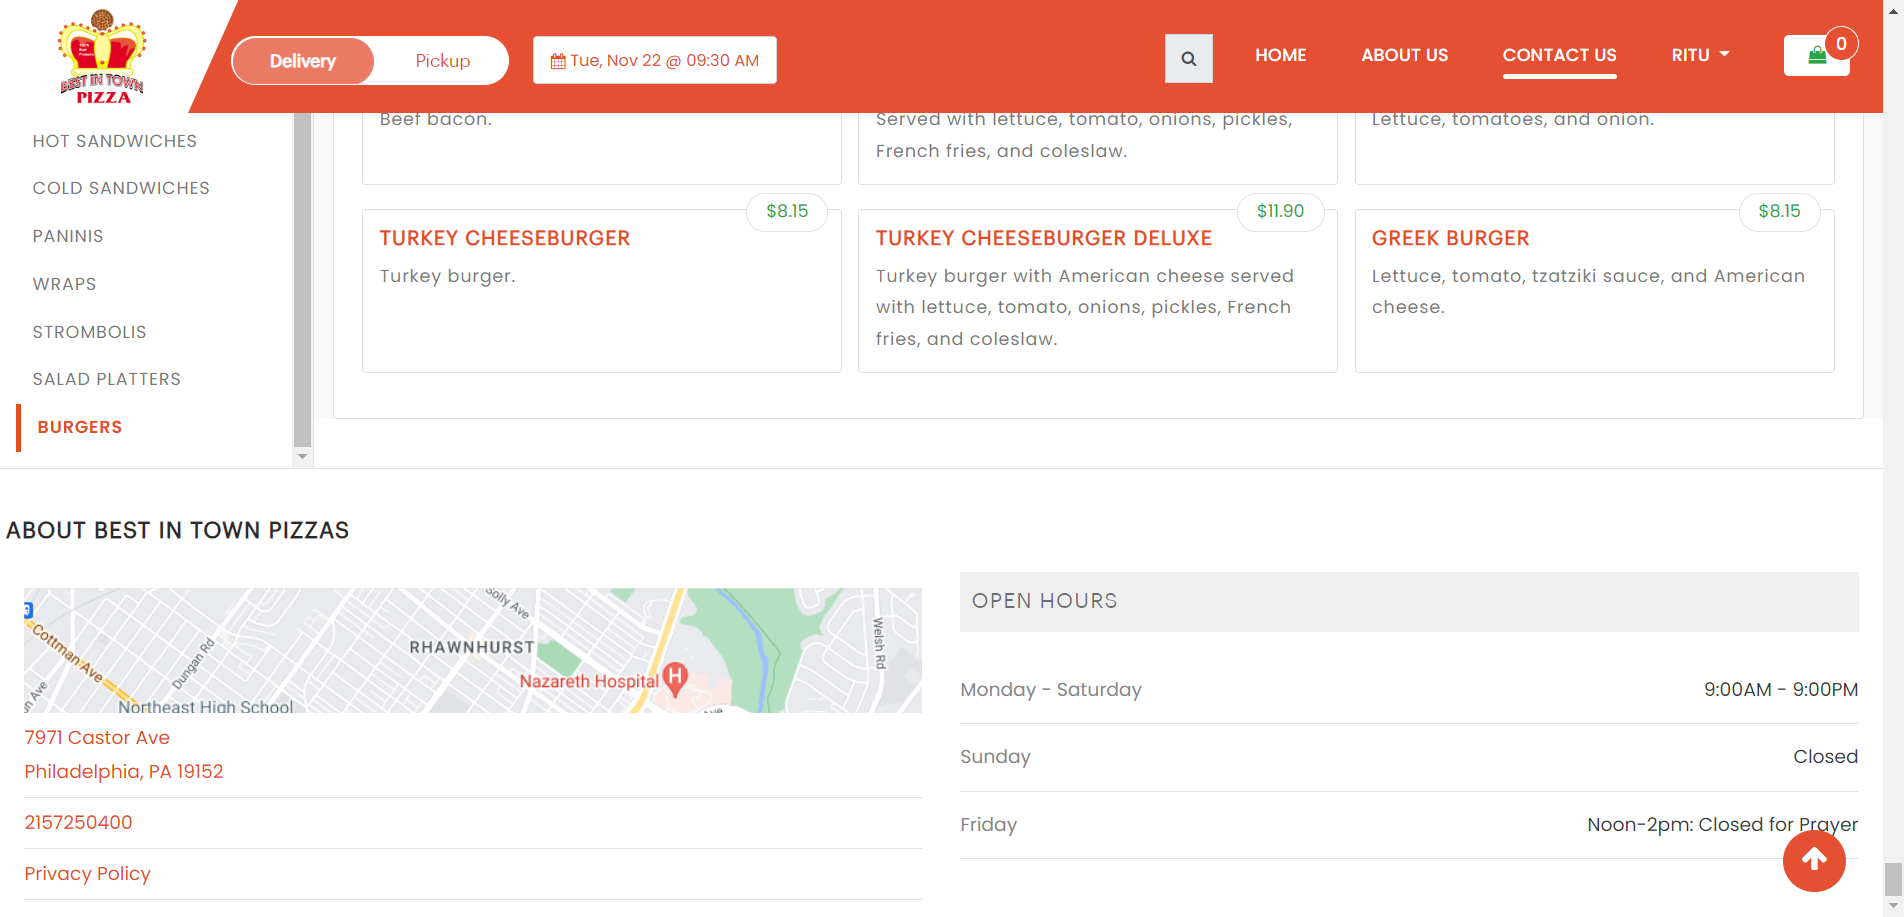 BEST IN TOWN
PIZZA
Delivery
Pickup
Tue, Nov 22 @ 09:30 AM
HOME
ABOUT US
CONTACT US
RITU
0
HOT SANDWICHES
COLD SANDWICHES
PANINIS
WRAPS
STROMBOLIS
SALAD PLATTERS
BURGERS
Beef bacon.
Served with lettuce, tomato, onions, pickles,
French fries, and coleslaw.
Lettuce, tomatoes, and onion.
$8.15
TURKEY CHEESEBURGER
Turkey burger.
$11.90
TURKEY CHEESEBURGER DELUXE
Turkey burger with American cheese served
with lettuce, tomato, onions, pickles, French
fries, and coleslaw.
$8.15
GREEK BURGER
Lettuce, tomato, tzatziki sauce, and American
cheese.
ABOUT BEST IN TOWN PIZZAS
Solly Ave
Cottman Ave
Dungan Rd
RHAWNHURST
Welsh Rd
Nazareth Hospital
H
Northeast High School
7971 Castor Ave
Philadelphia, PA 19152
2157250400
Privacy Policy
OPEN HOURS
Monday - Saturday
9:00AM - 9:00PM
Sunday
Closed
Friday
Noon-2pm: Closed for Prayer